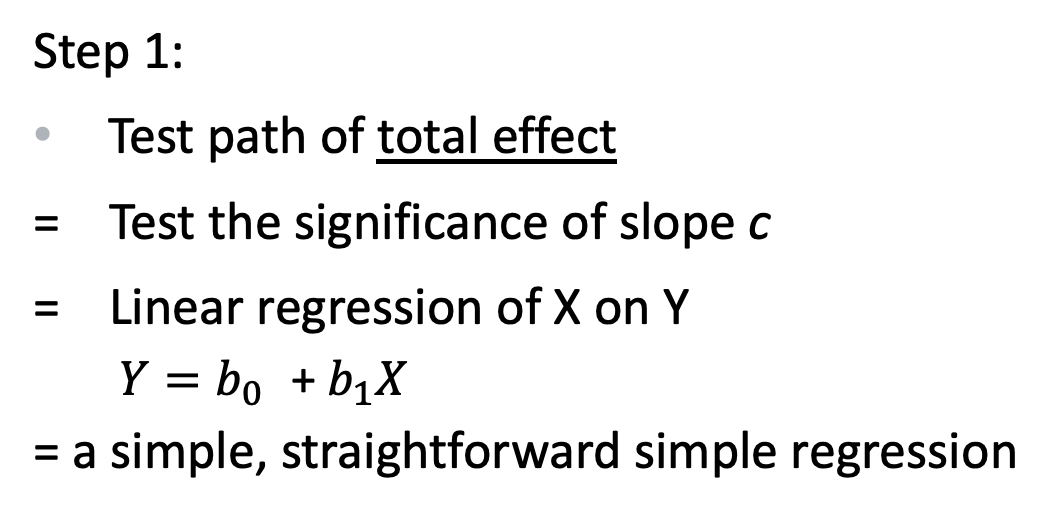 Step 1:
• Test path of total effect
= Test the significance of slope c
= Linear regression of X on Y
Y = b₀ + b₁X
= a simple, straightforward simple regression